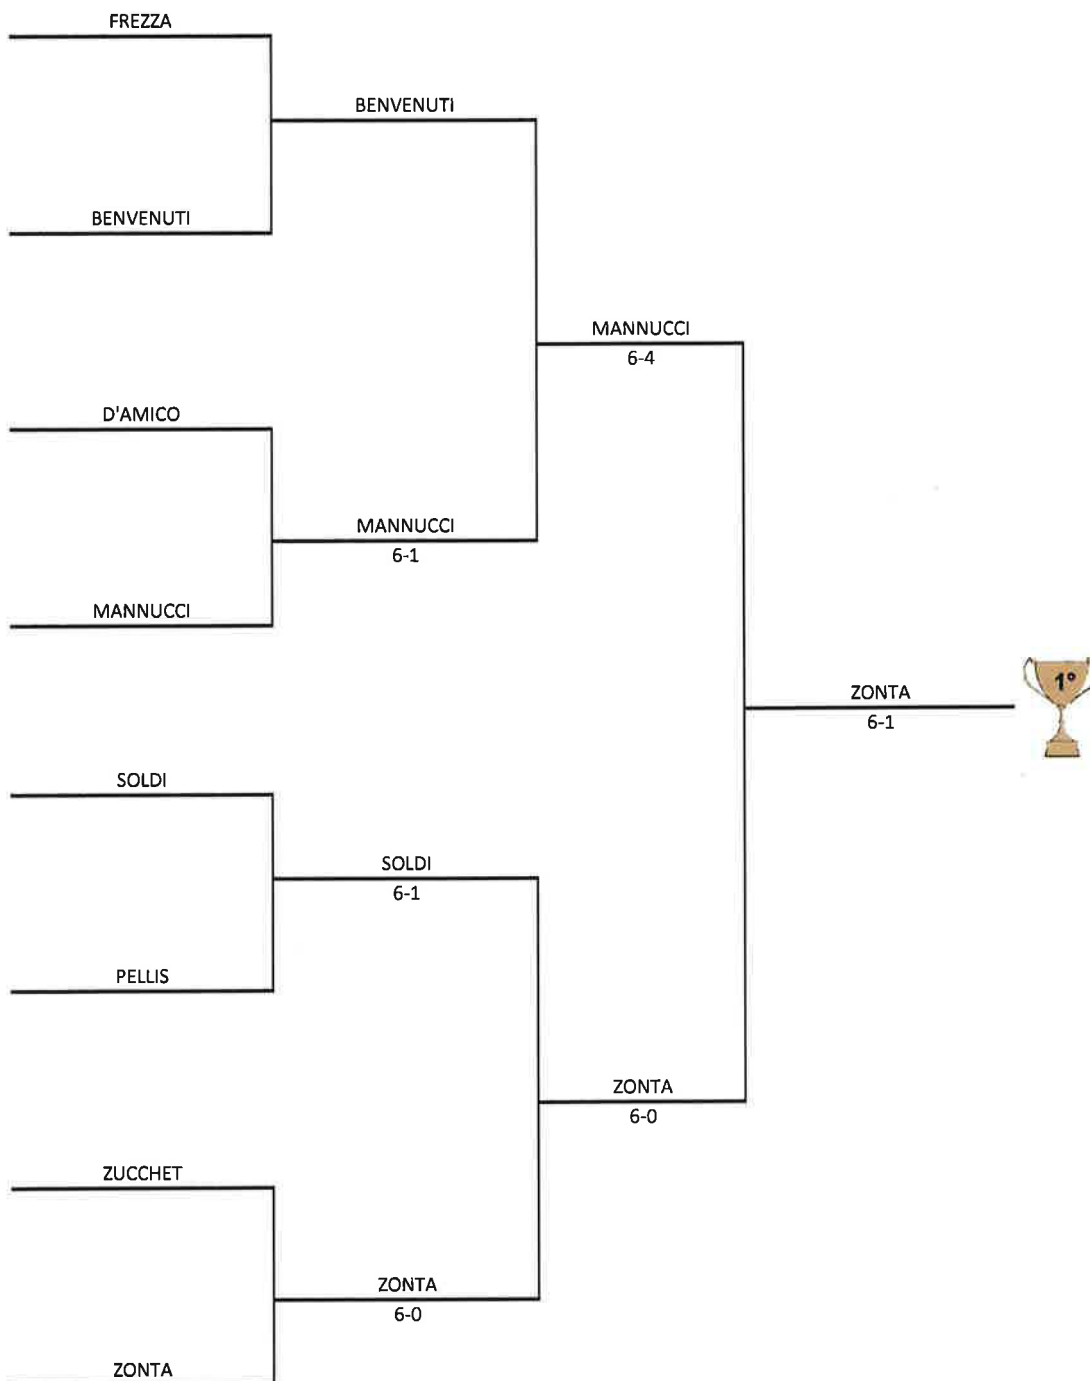 FREZZA
BENVENUTI
BENVENUTI
MANNUCCI
6-4
D'AMICO
MANNUCCI
6-1
MANNUCCI
1°
ZONTA
6-1
SOLDI
SOLDI
6-1
PELLIS
ZONTA
6-0
ZUCCHET
ZONTA
6-0
ZONTA